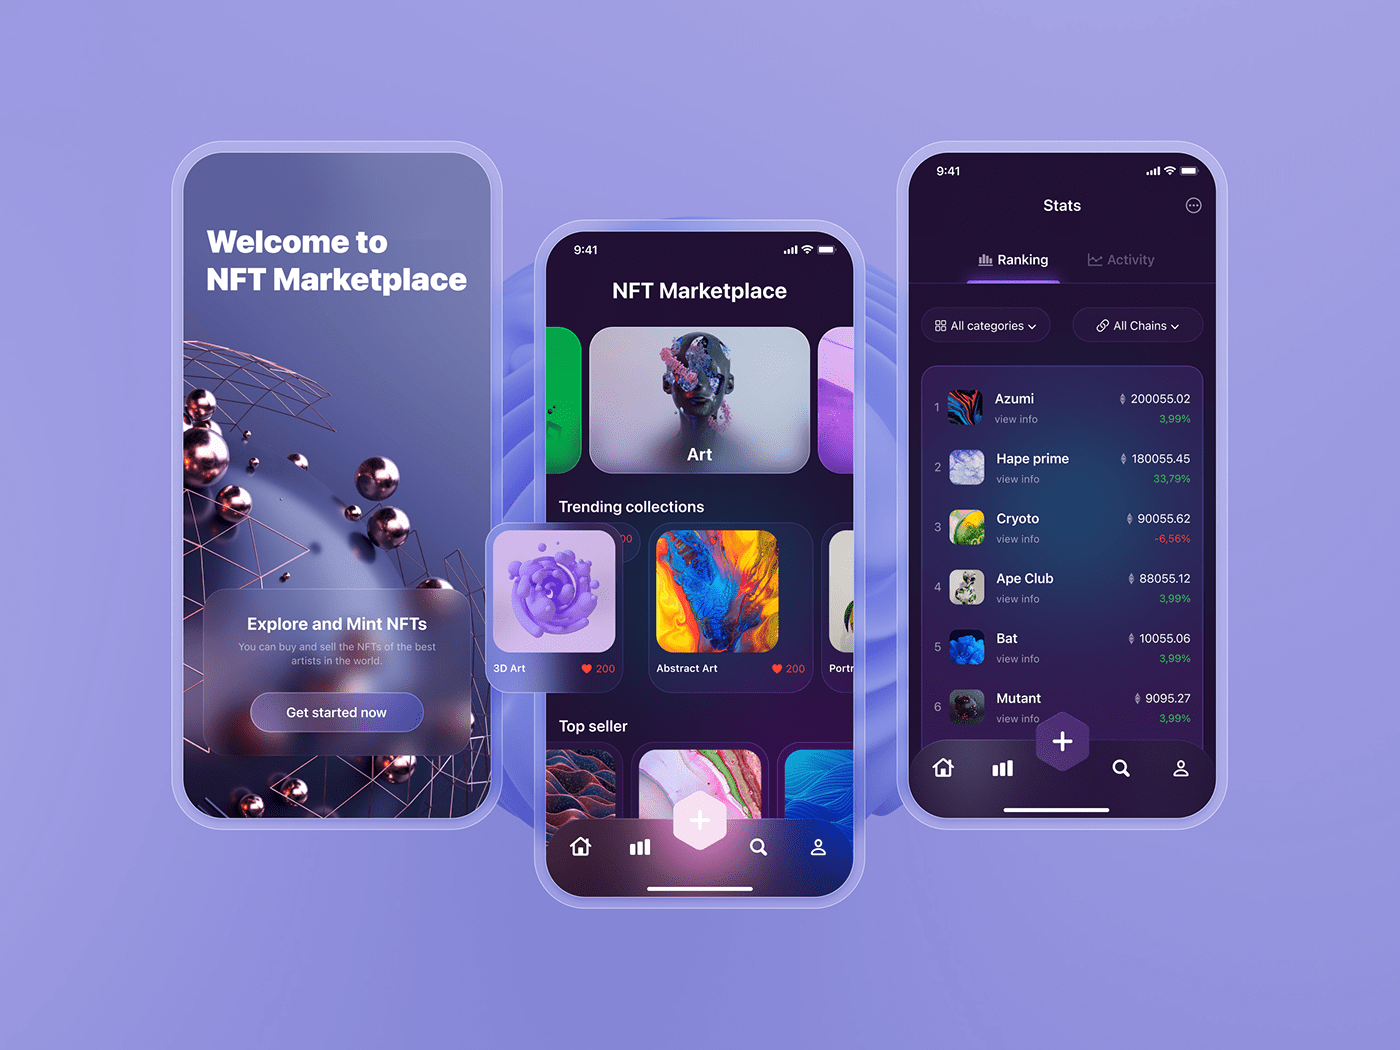 Welcome to
NFT Marketplace
Explore and Mint NFTs
You can buy and sell the NFTs of the best
artists in the world.
Get started now
9:41
NFT Marketplace
Art
Trending collections
00
3D Art
200
Abstract Art
200
Portr
Top seller
9:41
Stats
Ranking
Activity
All categories
All Chains
1
Azumi
200055.02
view info
3,99%
2
Hape prime
180055.45
view info
33,79%
3
Cryoto
90055.62
view info
-6,56%
4
Ape Club
88055.12
view info
3,99%
5
Bat
10055.06
view info
3,99%
6
Mutant
9095.27
view info
3,99%